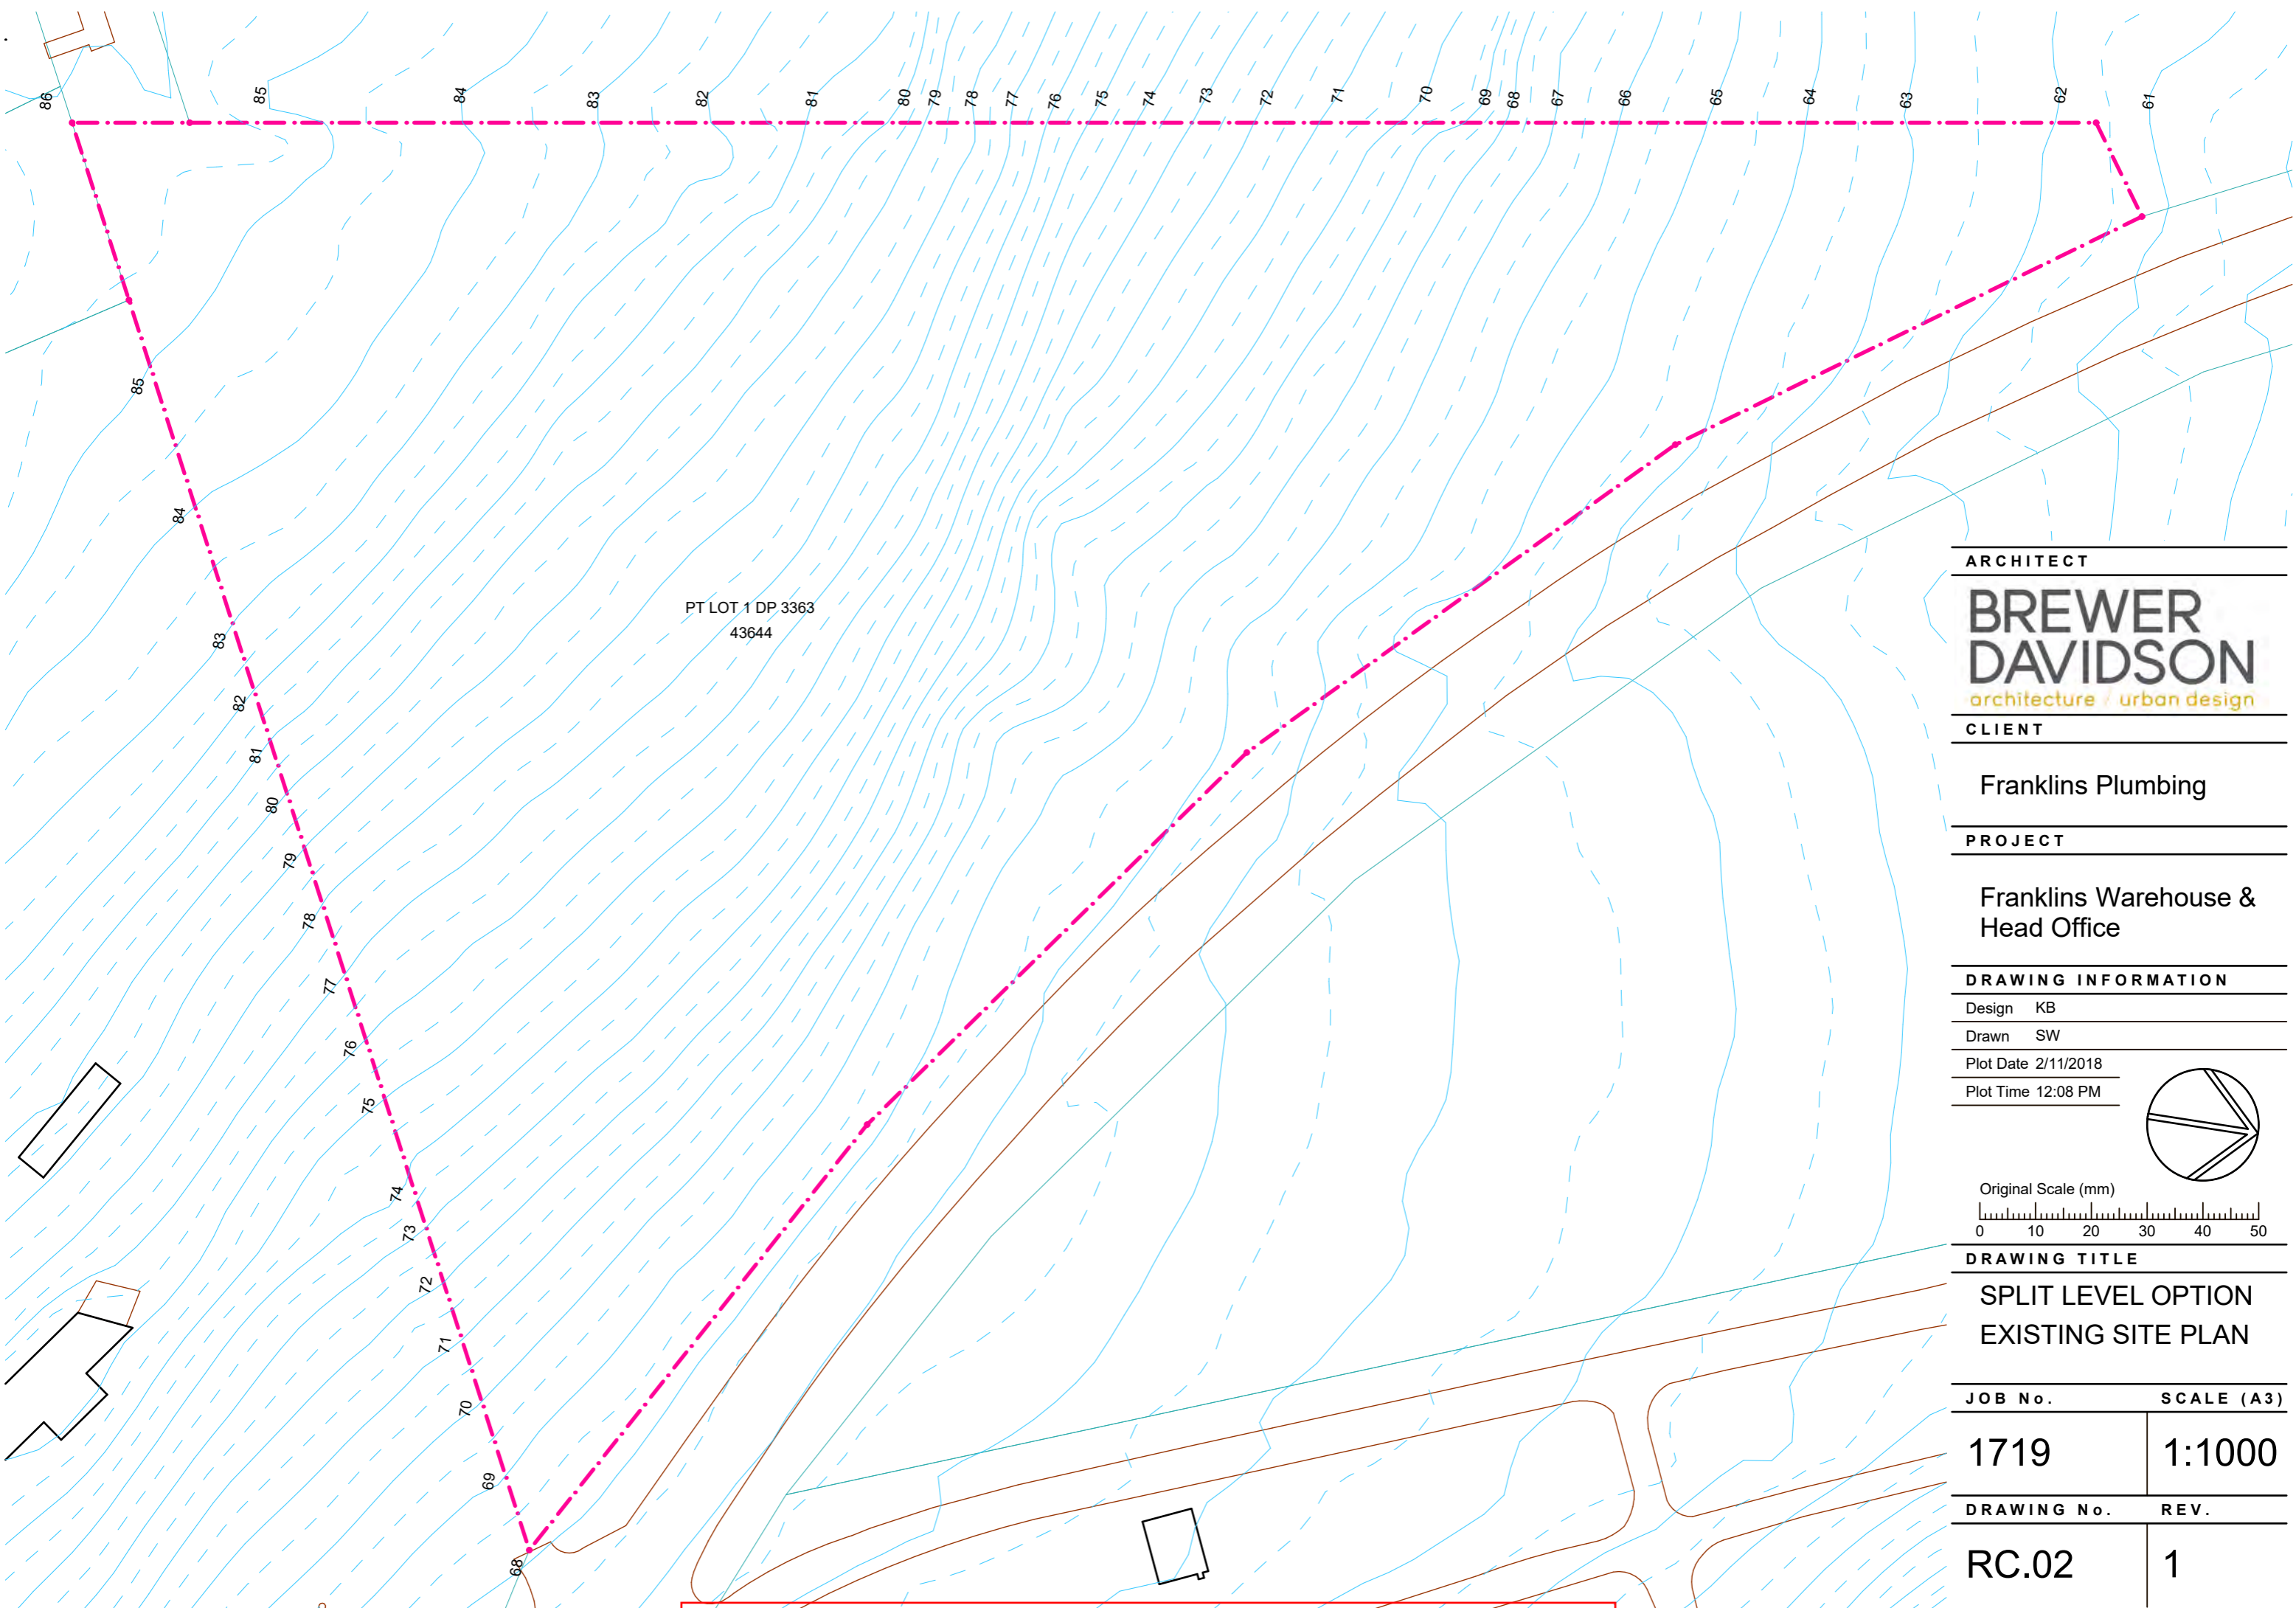 86
85
84
83
82
81
80
79
78
77
76
75
74
73
72
71
70
69
68
67
66
65
64
63
62
61
85
84
83
82
81
80
79
78
77
76
75
74
73
72
71
70
69
68
PT LOT 1 DP 3363
43644
ARCHITECT
BREWER
DAVIDSON
architecture / urban design
CLIENT
Franklins Plumbing
PROJECT
Franklins Warehouse &
Head Office
DRAWING INFORMATION
Design KB
Drawn SW
Plot Date 2/11/2018
Plot Time 12:08 PM
Original Scale (mm)
0 10 20 30 40 50
DRAWING TITLE
SPLIT LEVEL OPTION
EXISTING SITE PLAN
JOB No. SCALE (A3)
1719 1:1000
DRAWING No. REV.
RC.02 1